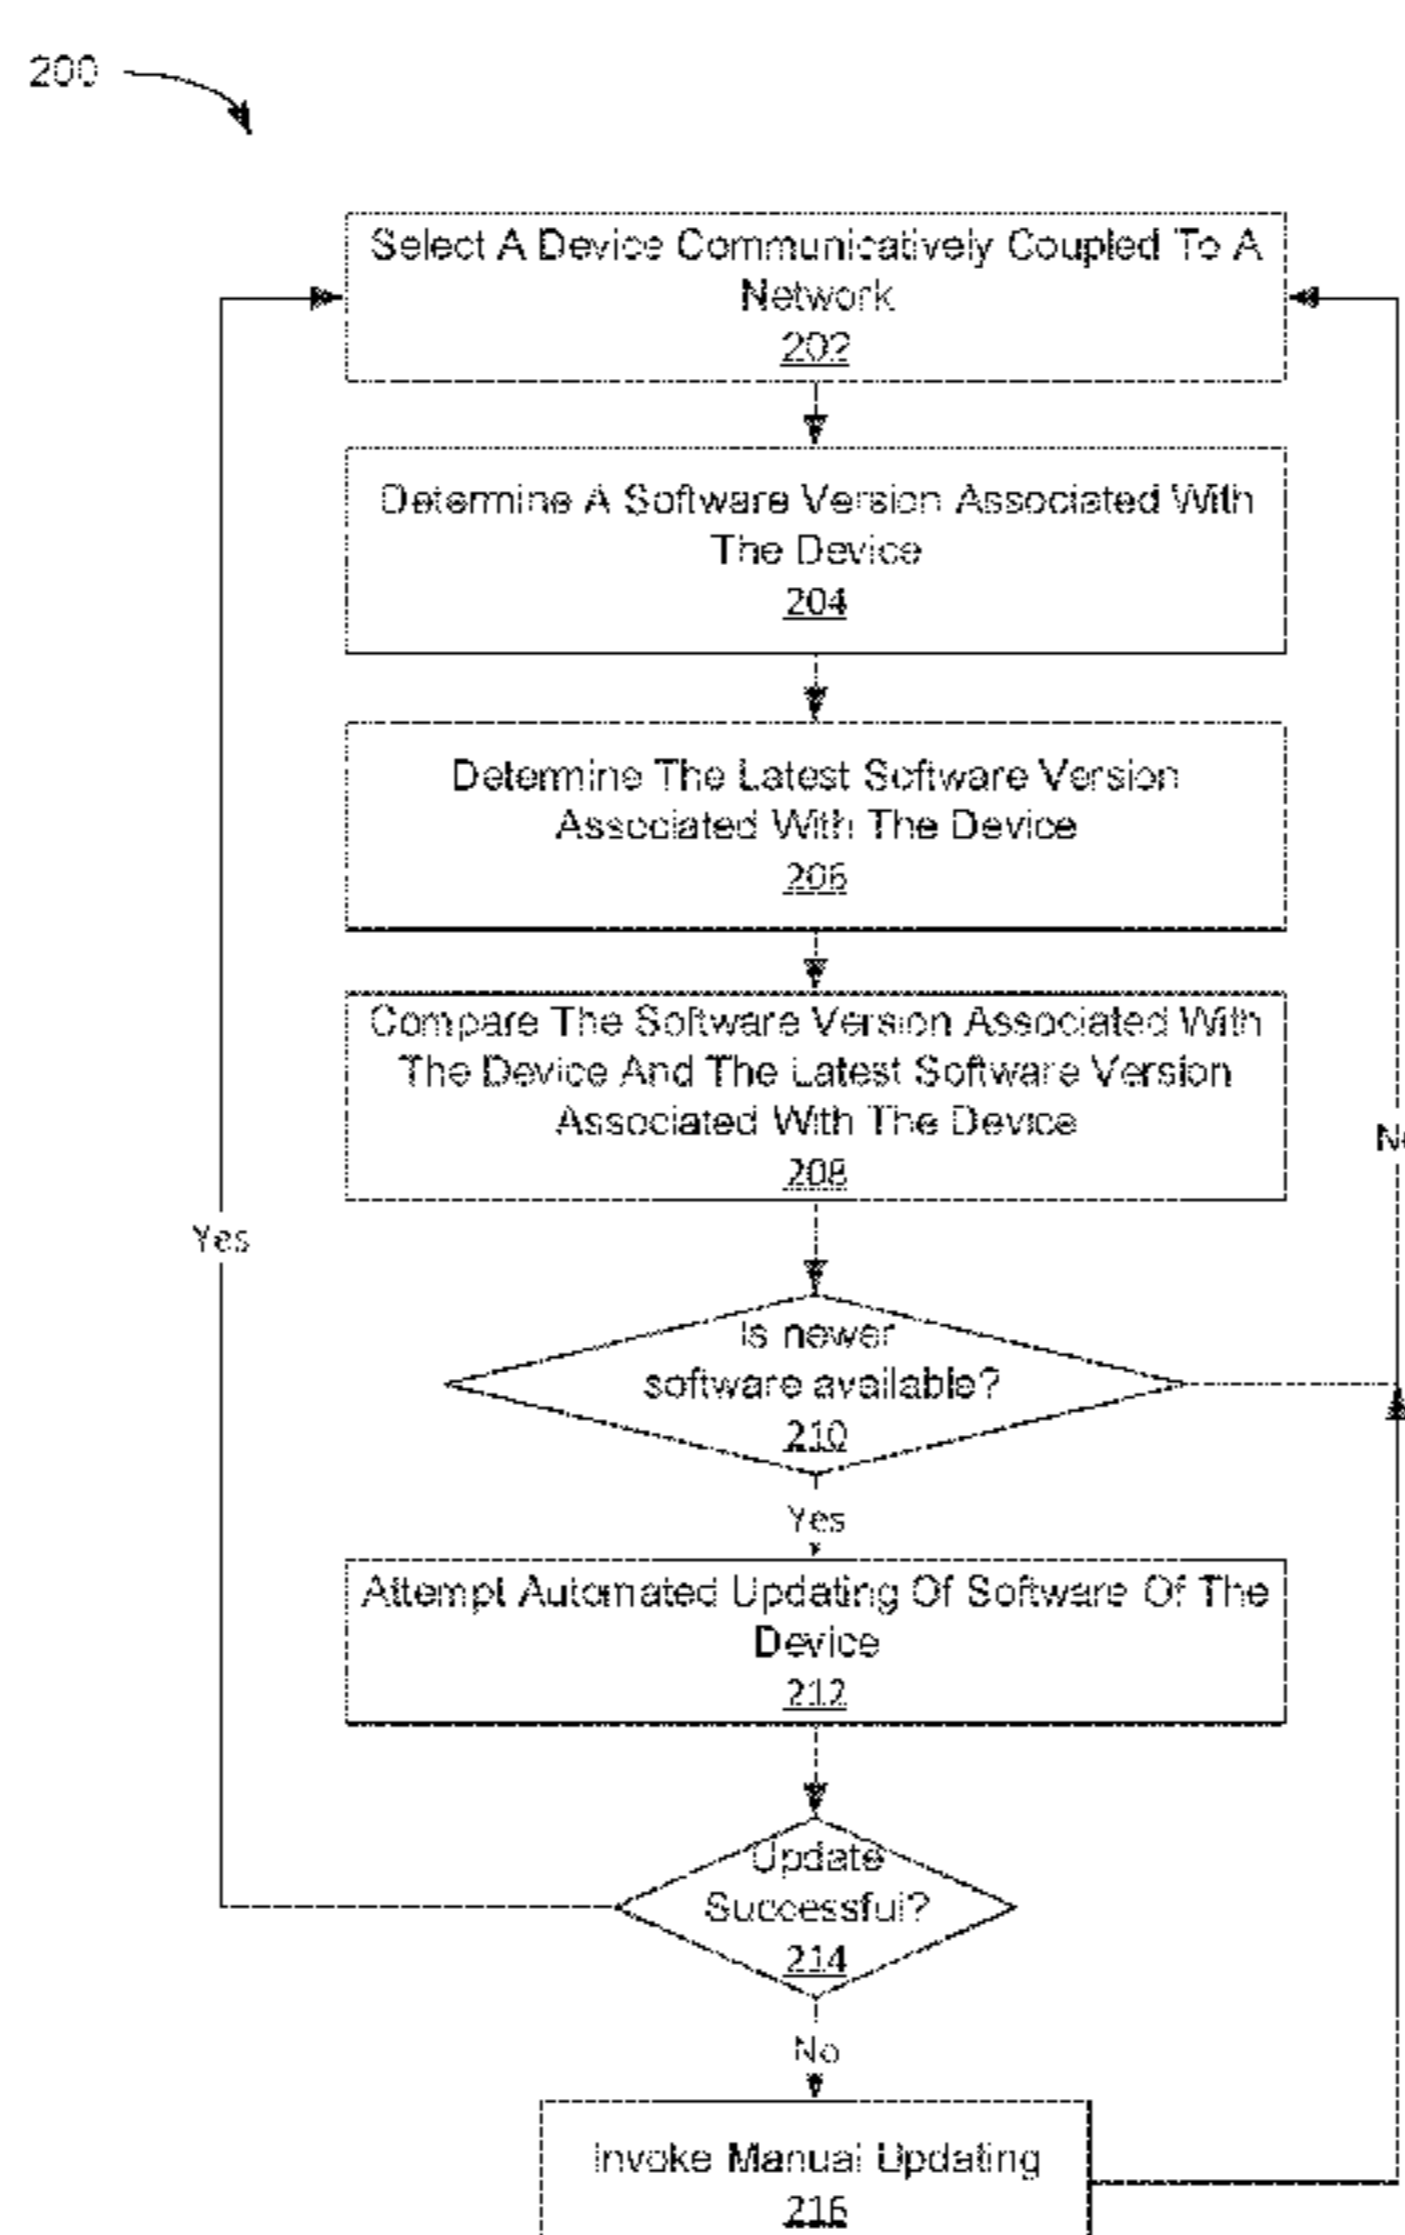 200
Select A Device Communicatively Coupled To A
Network
202
Determine A Software Version Associated With
The Device
204
Determine The Latest Software Version
Associated With The Device
206
Compare The Software Version Associated With
The Device And The Latest Software Version
Associated With The Device
208
Yes
Is newer
software available?
210
Yes
Attempt Automated Updating Of Software Of The
Device
212
Update
Successful?
214
No
Invoke Manual Updating
216